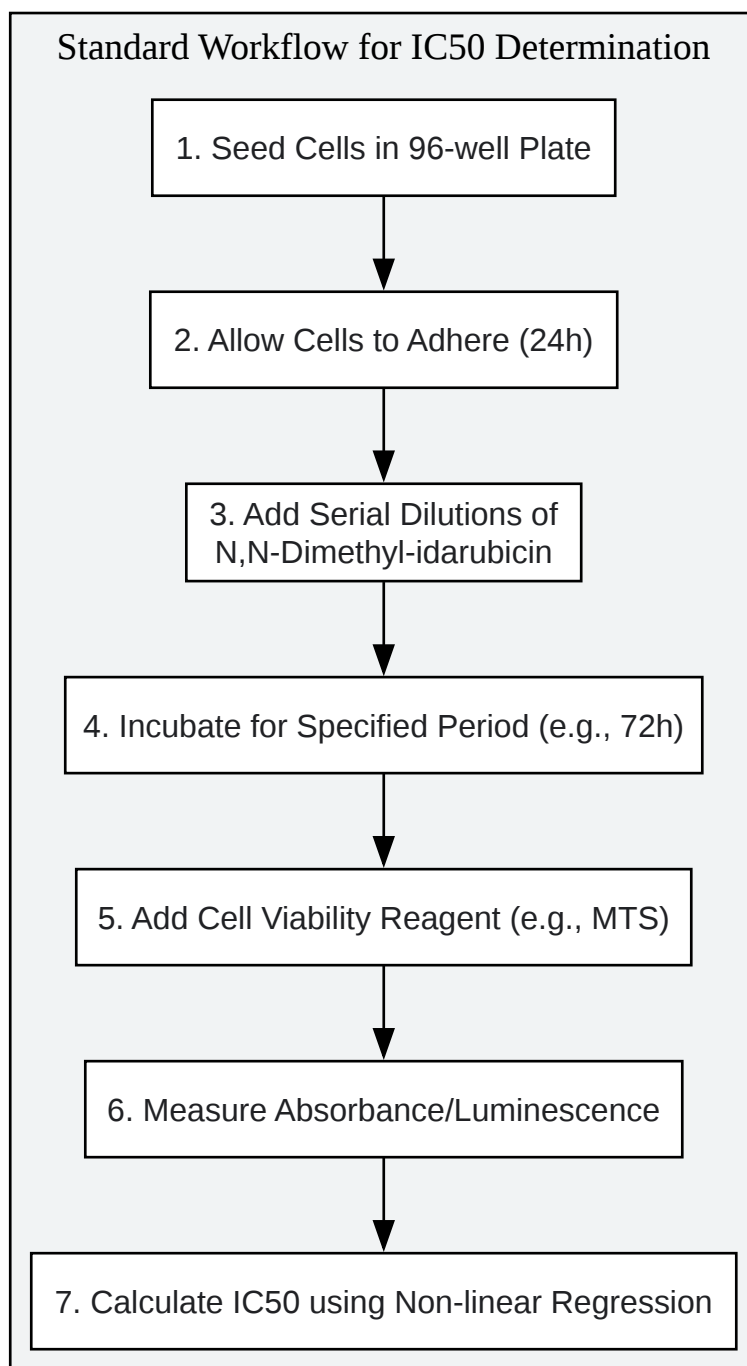 Standard Workflow for IC50 Determination
1. Seed Cells in 96-well Plate
2. Allow Cells to Adhere (24h)
3. Add Serial Dilutions of
N,N-Dimethyl-idarubicin
4. Incubate for Specified Period (e.g., 72h)
5. Add Cell Viability Reagent (e.g., MTS)
6. Measure Absorbance/Luminescence
7. Calculate IC50 using Non-linear Regression